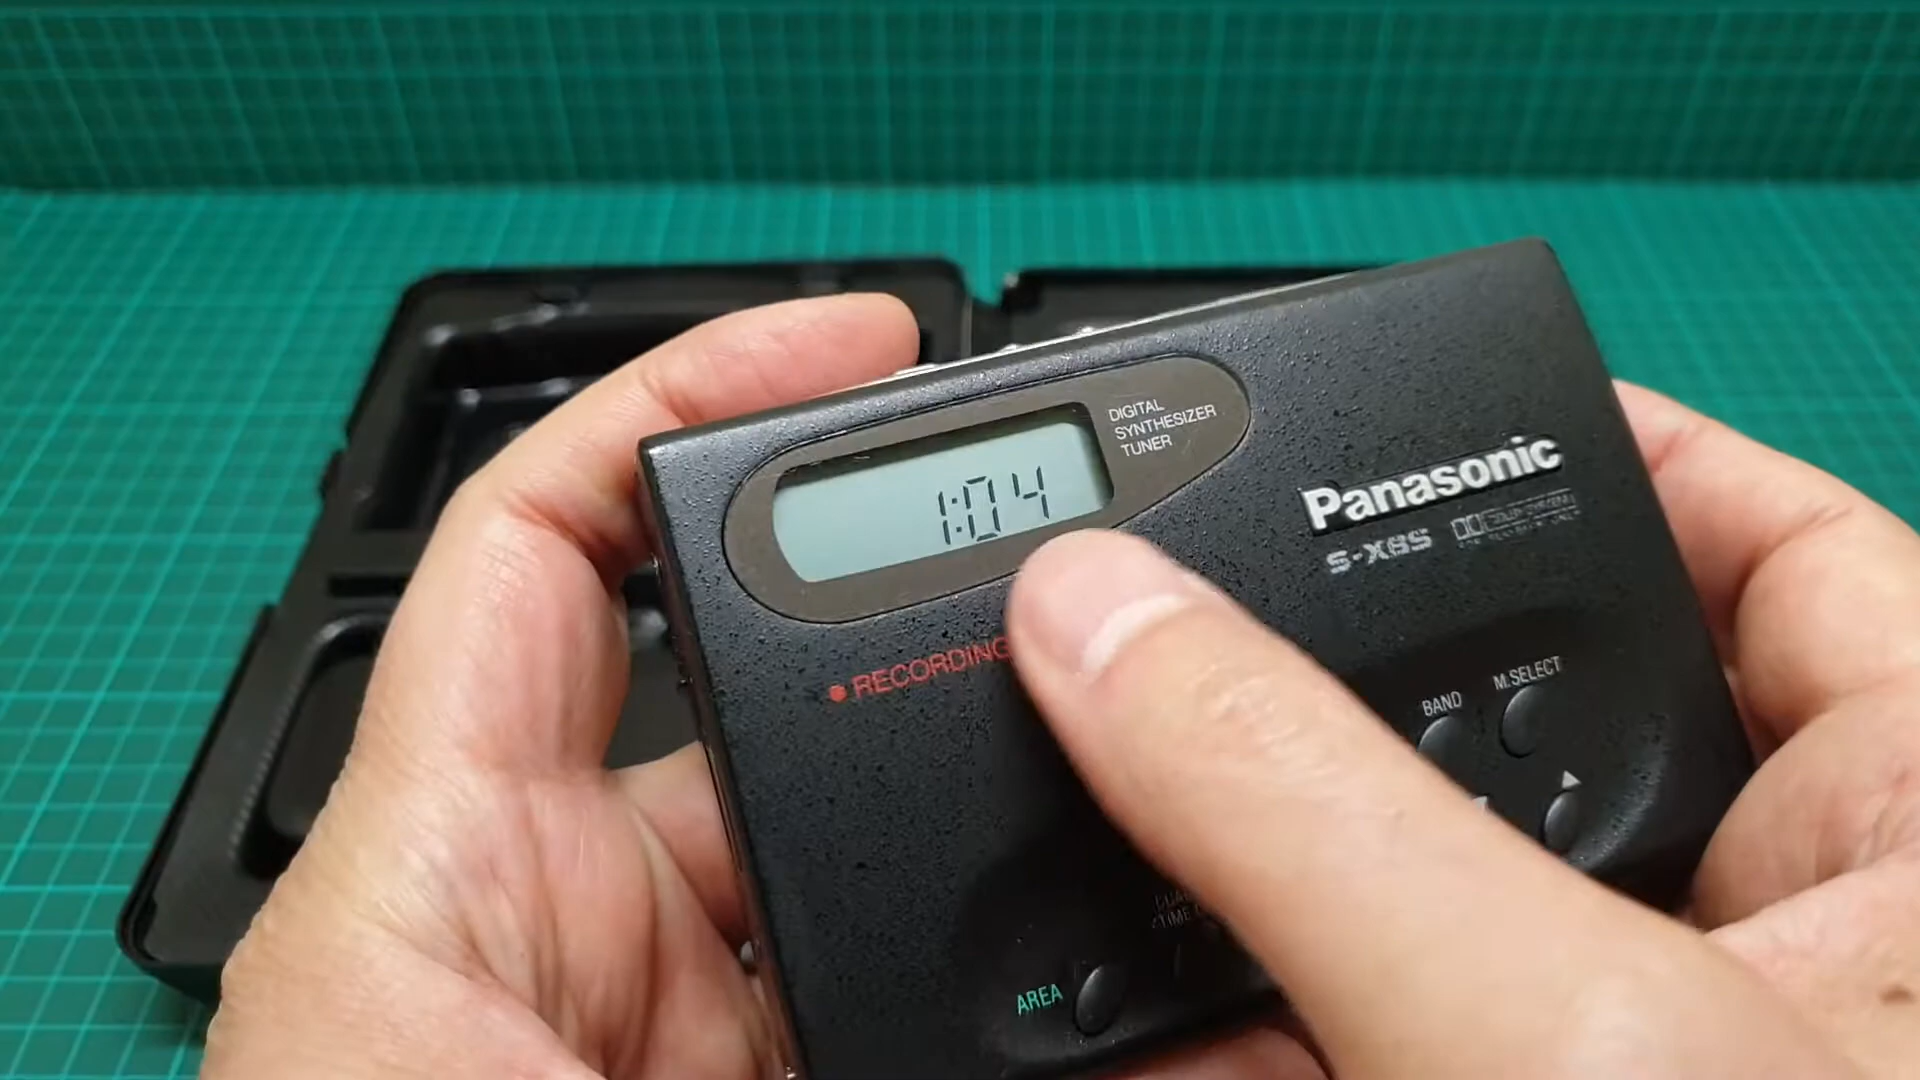 1:04
DIGITAL
SYNTHESIZER
TUNER
Panasonic
S-XBS
RECORDING
BAND
M.SELECT
AREA